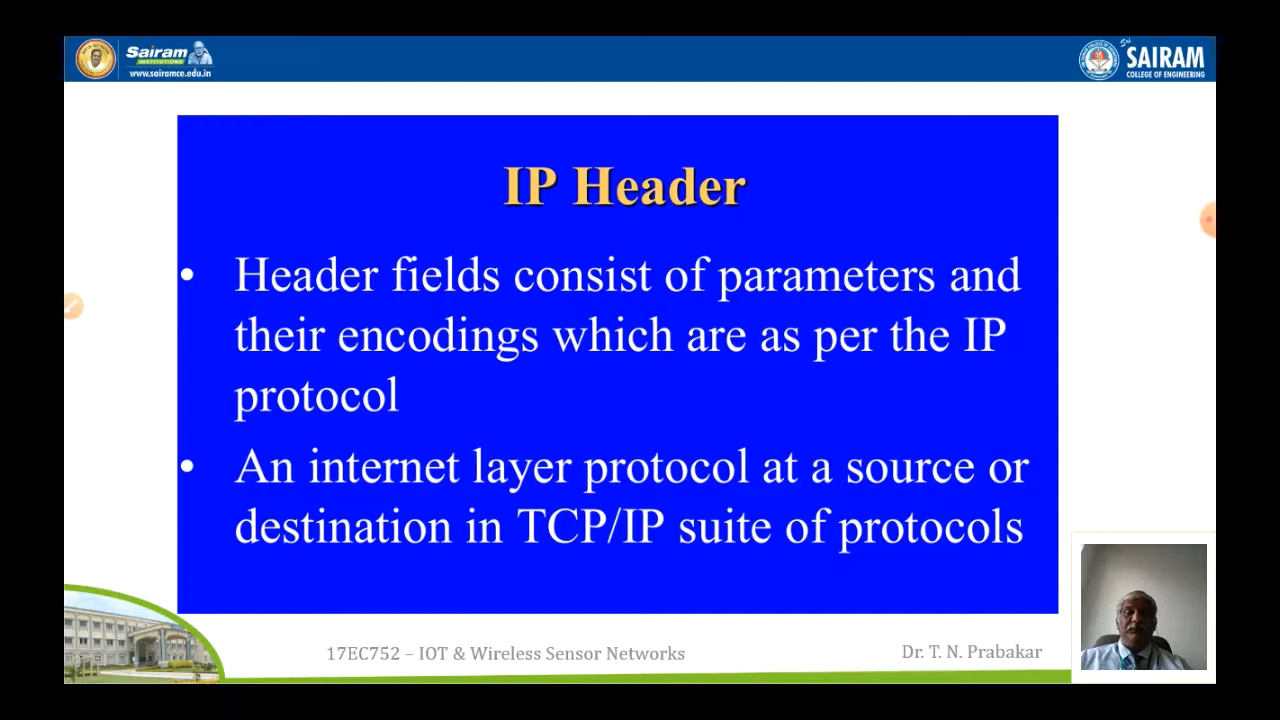 Sairam
INSTITUTIONS
www.sairamce.edu.in
SAIRAM
COLLEGE OF ENGINEERING
IP Header
• Header fields consist of parameters and
their encodings which are as per the IP
protocol
• An internet layer protocol at a source or
destination in TCP/IP suite of protocols
17EC752 – IOT & Wireless Sensor Networks
Dr. T. N. Prabakar